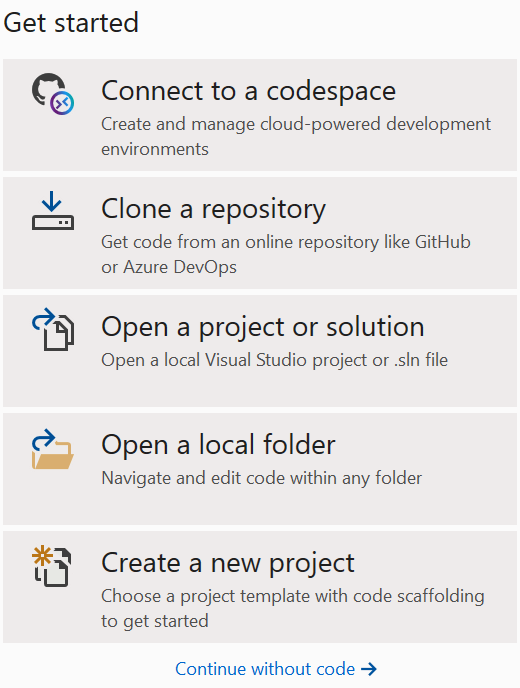 Get started
Connect to a codespace
Create and manage cloud-powered development
environments
Clone a repository
Get code from an online repository like GitHub
or Azure DevOps
Open a project or solution
Open a local Visual Studio project or .sln file
Open a local folder
Navigate and edit code within any folder
Create a new project
Choose a project template with code scaffolding
to get started
Continue without code →